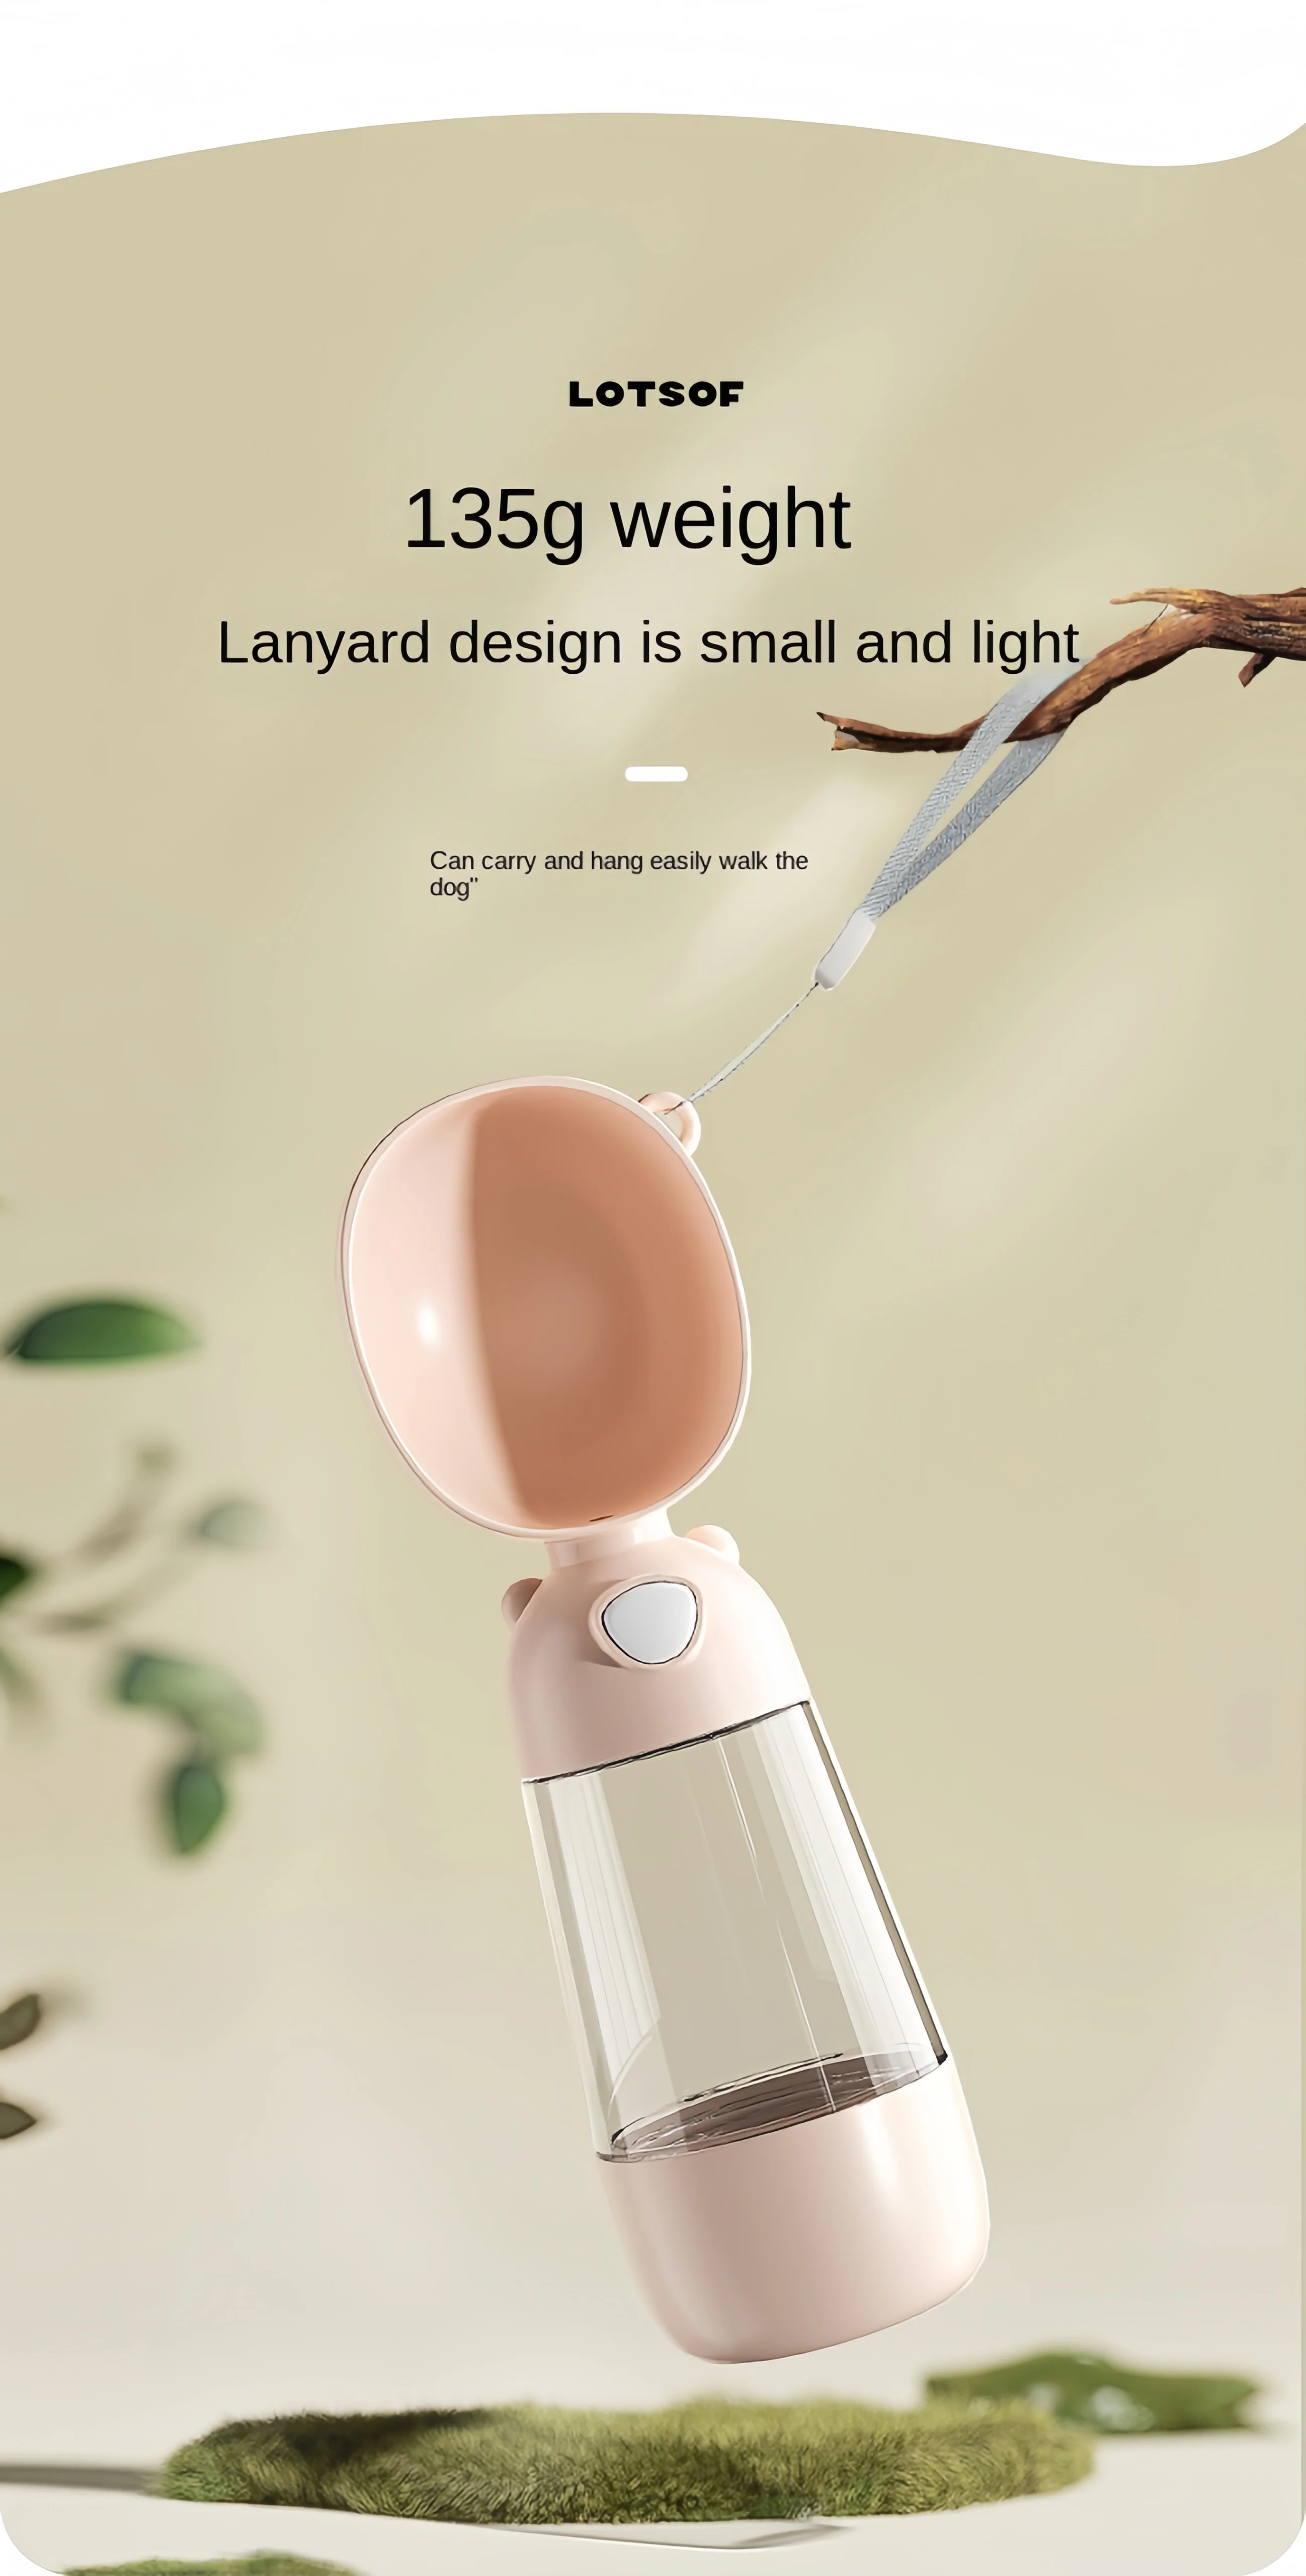 LOTSOF
135g weight
Lanyard design is small and light
Can carry and hang easily walk the
dog"